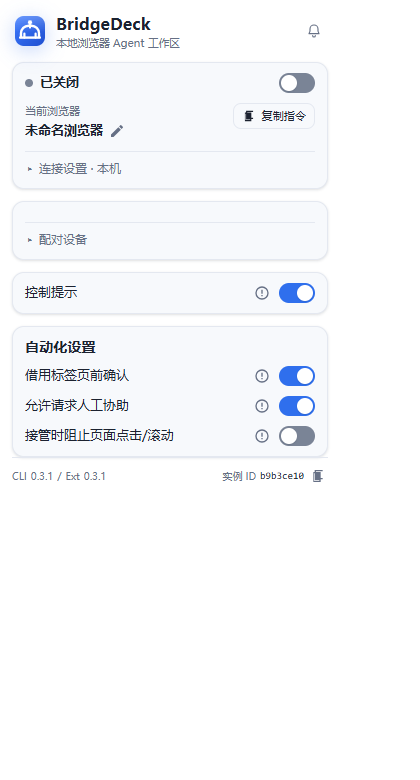 BridgeDeck
本地浏览器 Agent 工作区
已关闭
当前浏览器
未命名浏览器
复制指令
连接设置 · 本机
配对设备
控制提示
自动化设置
借用标签页前确认
允许请求人工协助
接管时阻止页面点击/滚动
CLI 0.3.1 / Ext 0.3.1
实例 ID b9b3ce10